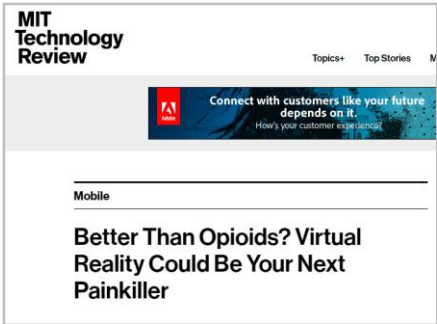 MIT
Technology
Review
Topics+ Top Stories M
Adobe
Connect with customers like your future
depends on it.
How's your customer experience?
Mobile
Better Than Opioids? Virtual
Reality Could Be Your Next
Painkiller